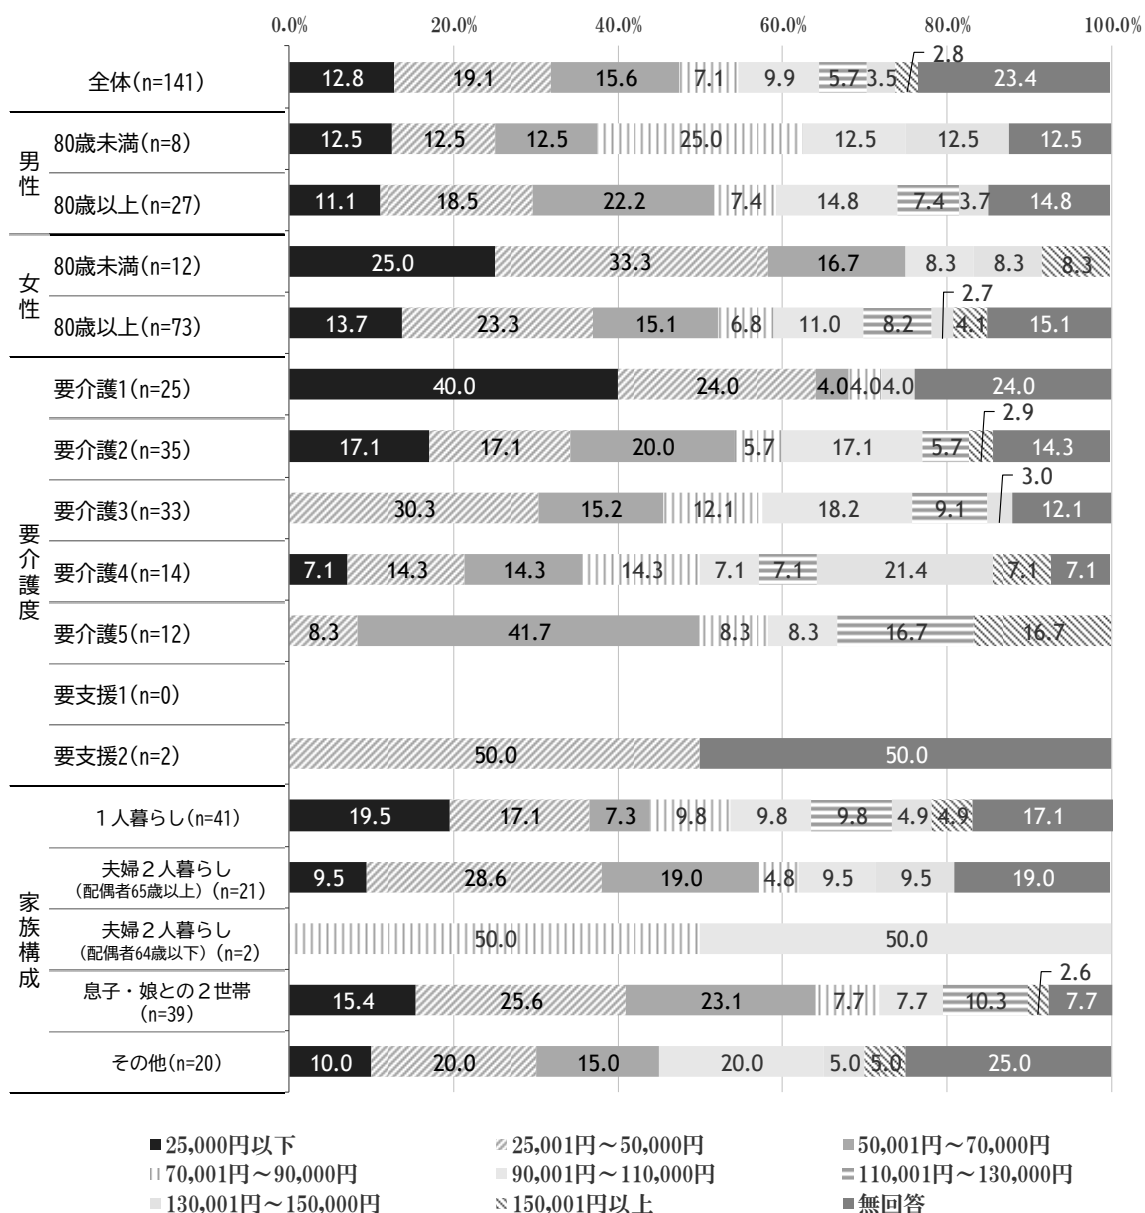 0.0% 20.0% 40.0% 60.0% 80.0% 100.0%
全体(n=141) 12.8 19.1 15.6 7.1 9.9 5.7 3.5 2.8 23.4
男性
80歳未満(n=8) 12.5 12.5 12.5 25.0 12.5 12.5 12.5
80歳以上(n=27) 11.1 18.5 22.2 7.4 14.8 7.4 3.7 14.8
女性
80歳未満(n=12) 25.0 33.3 16.7 8.3 8.3 8.3
80歳以上(n=73) 13.7 23.3 15.1 6.8 11.0 8.2 2.7 4.1 15.1
要介護度
要介護1(n=25) 40.0 24.0 4.0 4.0 4.0 24.0
要介護2(n=35) 17.1 17.1 20.0 5.7 17.1 5.7 2.9 14.3
要介護3(n=33) 30.3 15.2 12.1 18.2 9.1 3.0 12.1
要介護4(n=14) 7.1 14.3 14.3 14.3 7.1 7.1 21.4 7.1 7.1
要介護5(n=12) 8.3 41.7 8.3 8.3 16.7 16.7
要支援1(n=0)
要支援2(n=2) 50.0 50.0
家族構成
１人暮らし(n=41) 19.5 17.1 7.3 9.8 9.8 9.8 4.9 4.9 17.1
夫婦２人暮らし
(配偶者65歳以上) (n=21) 9.5 28.6 19.0 4.8 9.5 9.5 19.0
夫婦２人暮らし
(配偶者64歳以下) (n=2) 50.0 50.0
息子・娘との２世帯
(n=39) 15.4 25.6 23.1 7.7 7.7 10.3 2.6 7.7
その他(n=20) 10.0 20.0 15.0 20.0 5.0 5.0 25.0
25,000円以下 25,001円～50,000円 50,001円～70,000円
70,001円～90,000円 90,001円～110,000円 110,001円～130,000円
130,001円～150,000円 150,001円以上 無回答